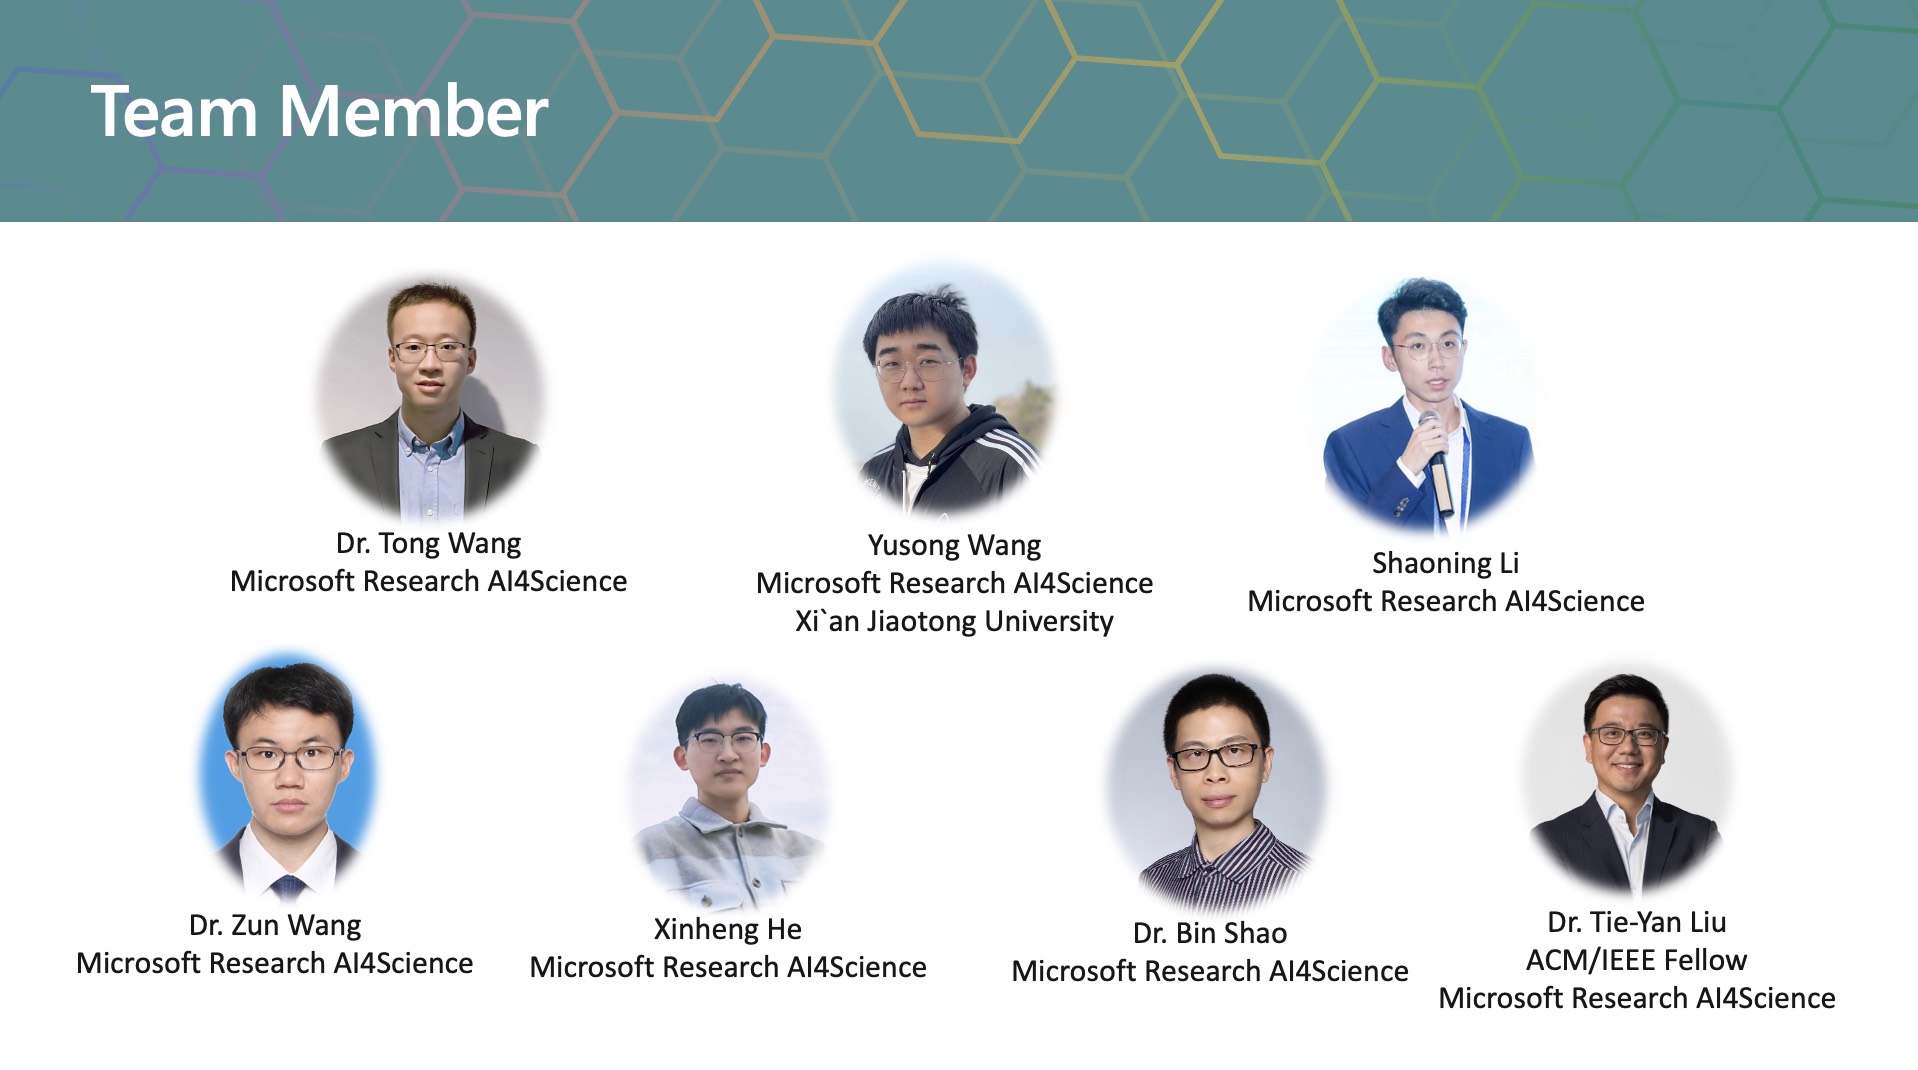 Team Member
Dr. Tong Wang
Microsoft Research AI4Science
Yusong Wang
Microsoft Research AI4Science
Xi`an Jiaotong University
Shaoning Li
Microsoft Research AI4Science
Dr. Zun Wang
Microsoft Research AI4Science
Xinheng He
Microsoft Research AI4Science
Dr. Bin Shao
Microsoft Research AI4Science
Dr. Tie-Yan Liu
ACM/IEEE Fellow
Microsoft Research AI4Science